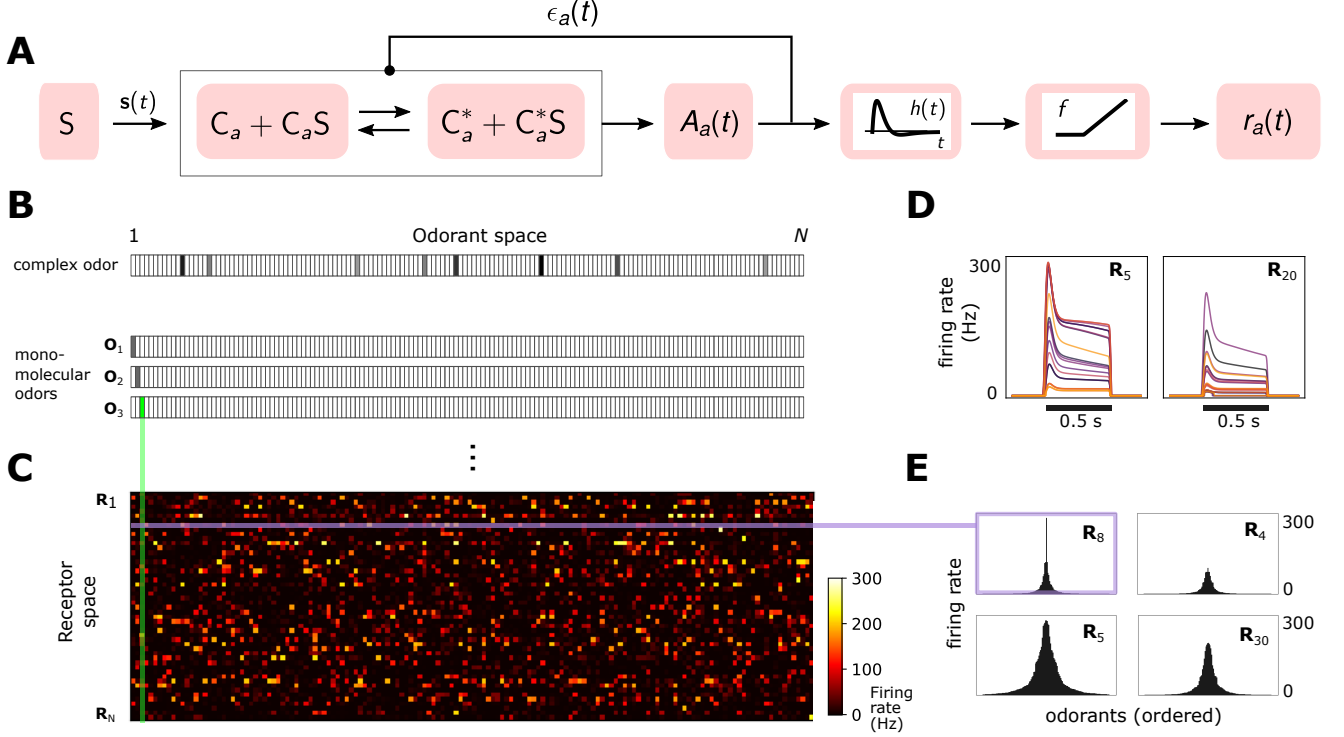 A
ϵₐ(t)
S
s(t)
Cₐ + CₐS
C*ₐ + C*ₐS
Aₐ(t)
h(t)
t
f
rₐ(t)
B
1
Odorant space
N
complex odor
mono-
molecular
odors
O₁
O₂
O₃
⋮
C
R₁
Receptor
space
R_N
300
200
100
0
Firing
rate
(Hz)
D
firing rate
(Hz)
300
0
R₅
R₂₀
0.5 s
0.5 s
E
firing rate
R₈
R₄
300
0
R₅
R₃₀
300
0
odorants (ordered)